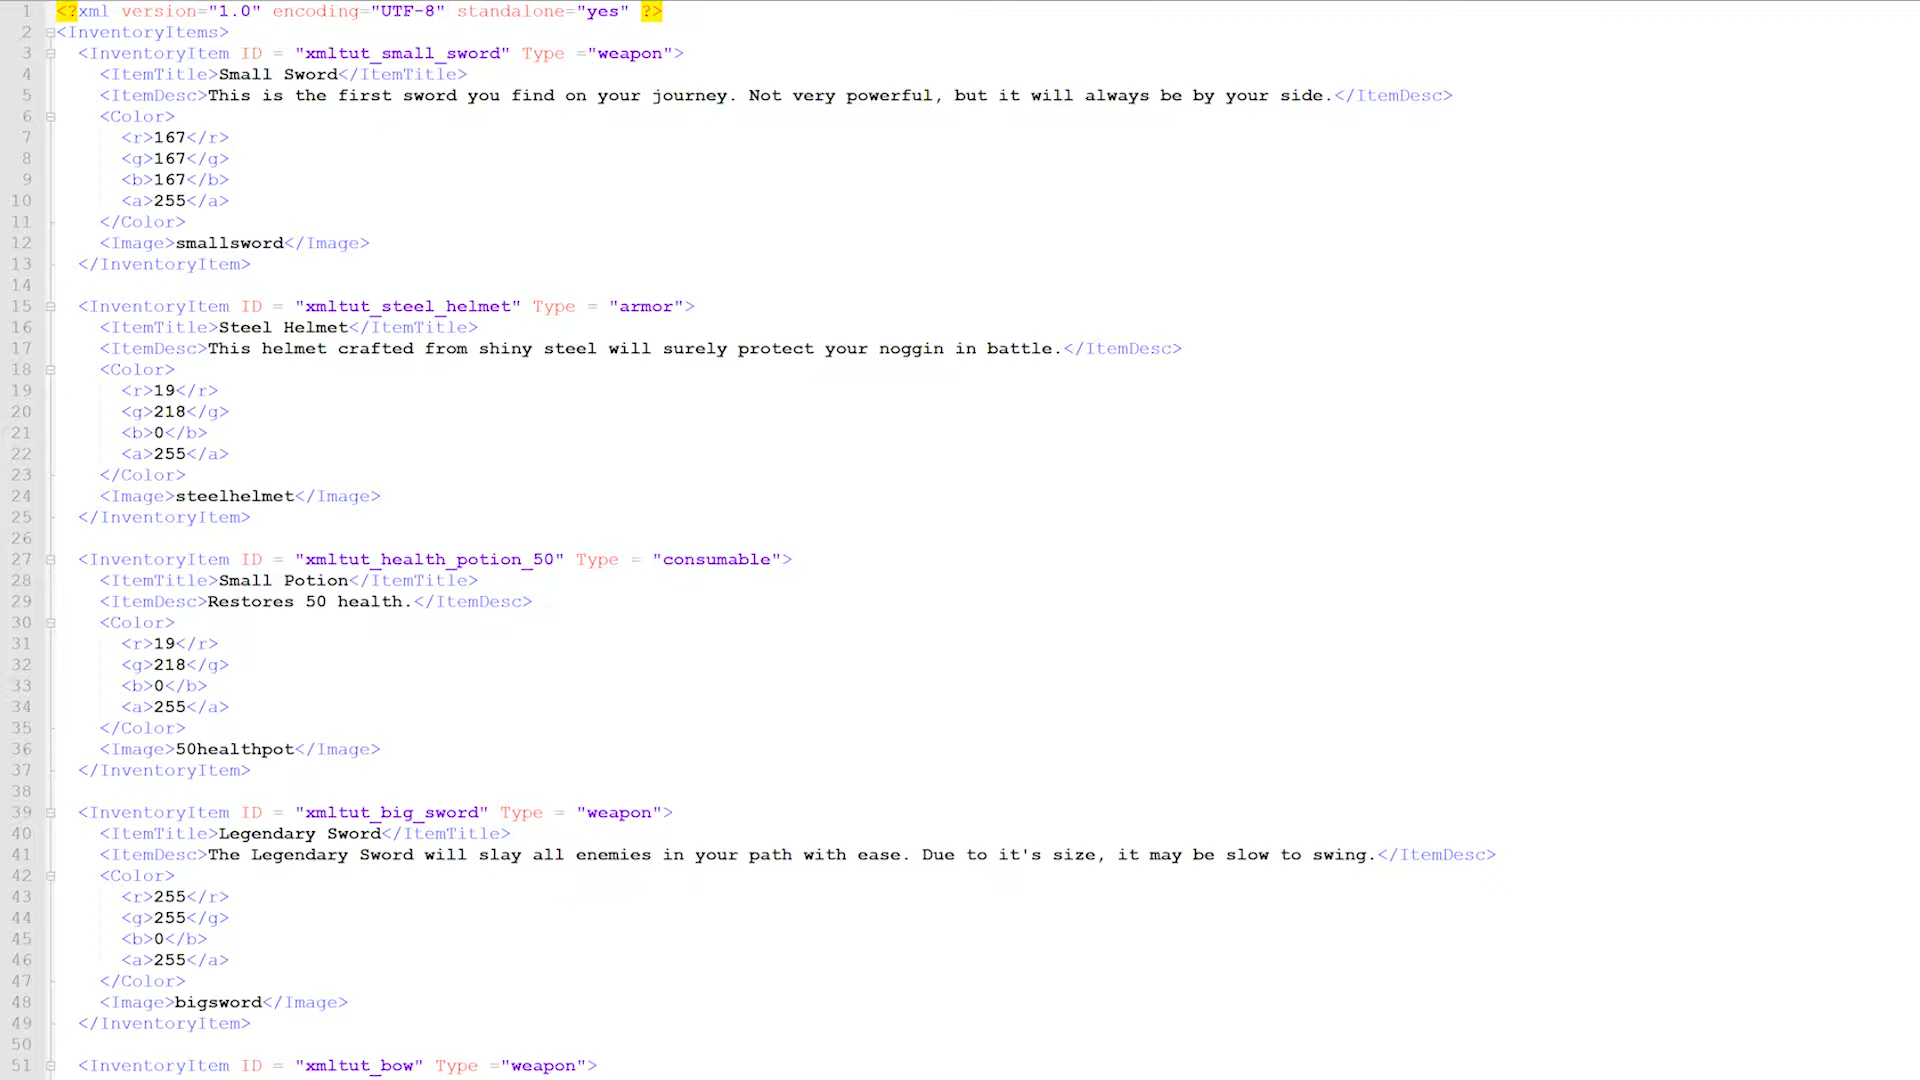 1 <?xml version="1.0" encoding="UTF-8" standalone="yes" ?>
2 <InventoryItems>
3 <InventoryItem ID = "xmltut_small_sword" Type ="weapon">
4 <ItemTitle>Small Sword</ItemTitle>
5 <ItemDesc>This is the first sword you find on your journey. Not very powerful, but it will always be by your side.</ItemDesc>
6 <Color>
7 <r>167</r>
8 <g>167</g>
9 <b>167</b>
10 <a>255</a>
11 </Color>
12 <Image>smallsword</Image>
13 </InventoryItem>
14
15 <InventoryItem ID = "xmltut_steel_helmet" Type = "armor">
16 <ItemTitle>Steel Helmet</ItemTitle>
17 <ItemDesc>This helmet crafted from shiny steel will surely protect your noggin in battle.</ItemDesc>
18 <Color>
19 <r>19</r>
20 <g>218</g>
21 <b>0</b>
22 <a>255</a>
23 </Color>
24 <Image>steelhelmet</Image>
25 </InventoryItem>
26
27 <InventoryItem ID = "xmltut_health_potion_50" Type = "consumable">
28 <ItemTitle>Small Potion</ItemTitle>
29 <ItemDesc>Restores 50 health.</ItemDesc>
30 <Color>
31 <r>19</r>
32 <g>218</g>
33 <b>0</b>
34 <a>255</a>
35 </Color>
36 <Image>50healthpot</Image>
37 </InventoryItem>
38
39 <InventoryItem ID = "xmltut_big_sword" Type = "weapon">
40 <ItemTitle>Legendary Sword</ItemTitle>
41 <ItemDesc>The Legendary Sword will slay all enemies in your path with ease. Due to it's size, it may be slow to swing.</ItemDesc>
42 <Color>
43 <r>255</r>
44 <g>255</g>
45 <b>0</b>
46 <a>255</a>
47 </Color>
48 <Image>bigsword</Image>
49 </InventoryItem>
50
51 <InventoryItem ID = "xmltut_bow" Type ="weapon">